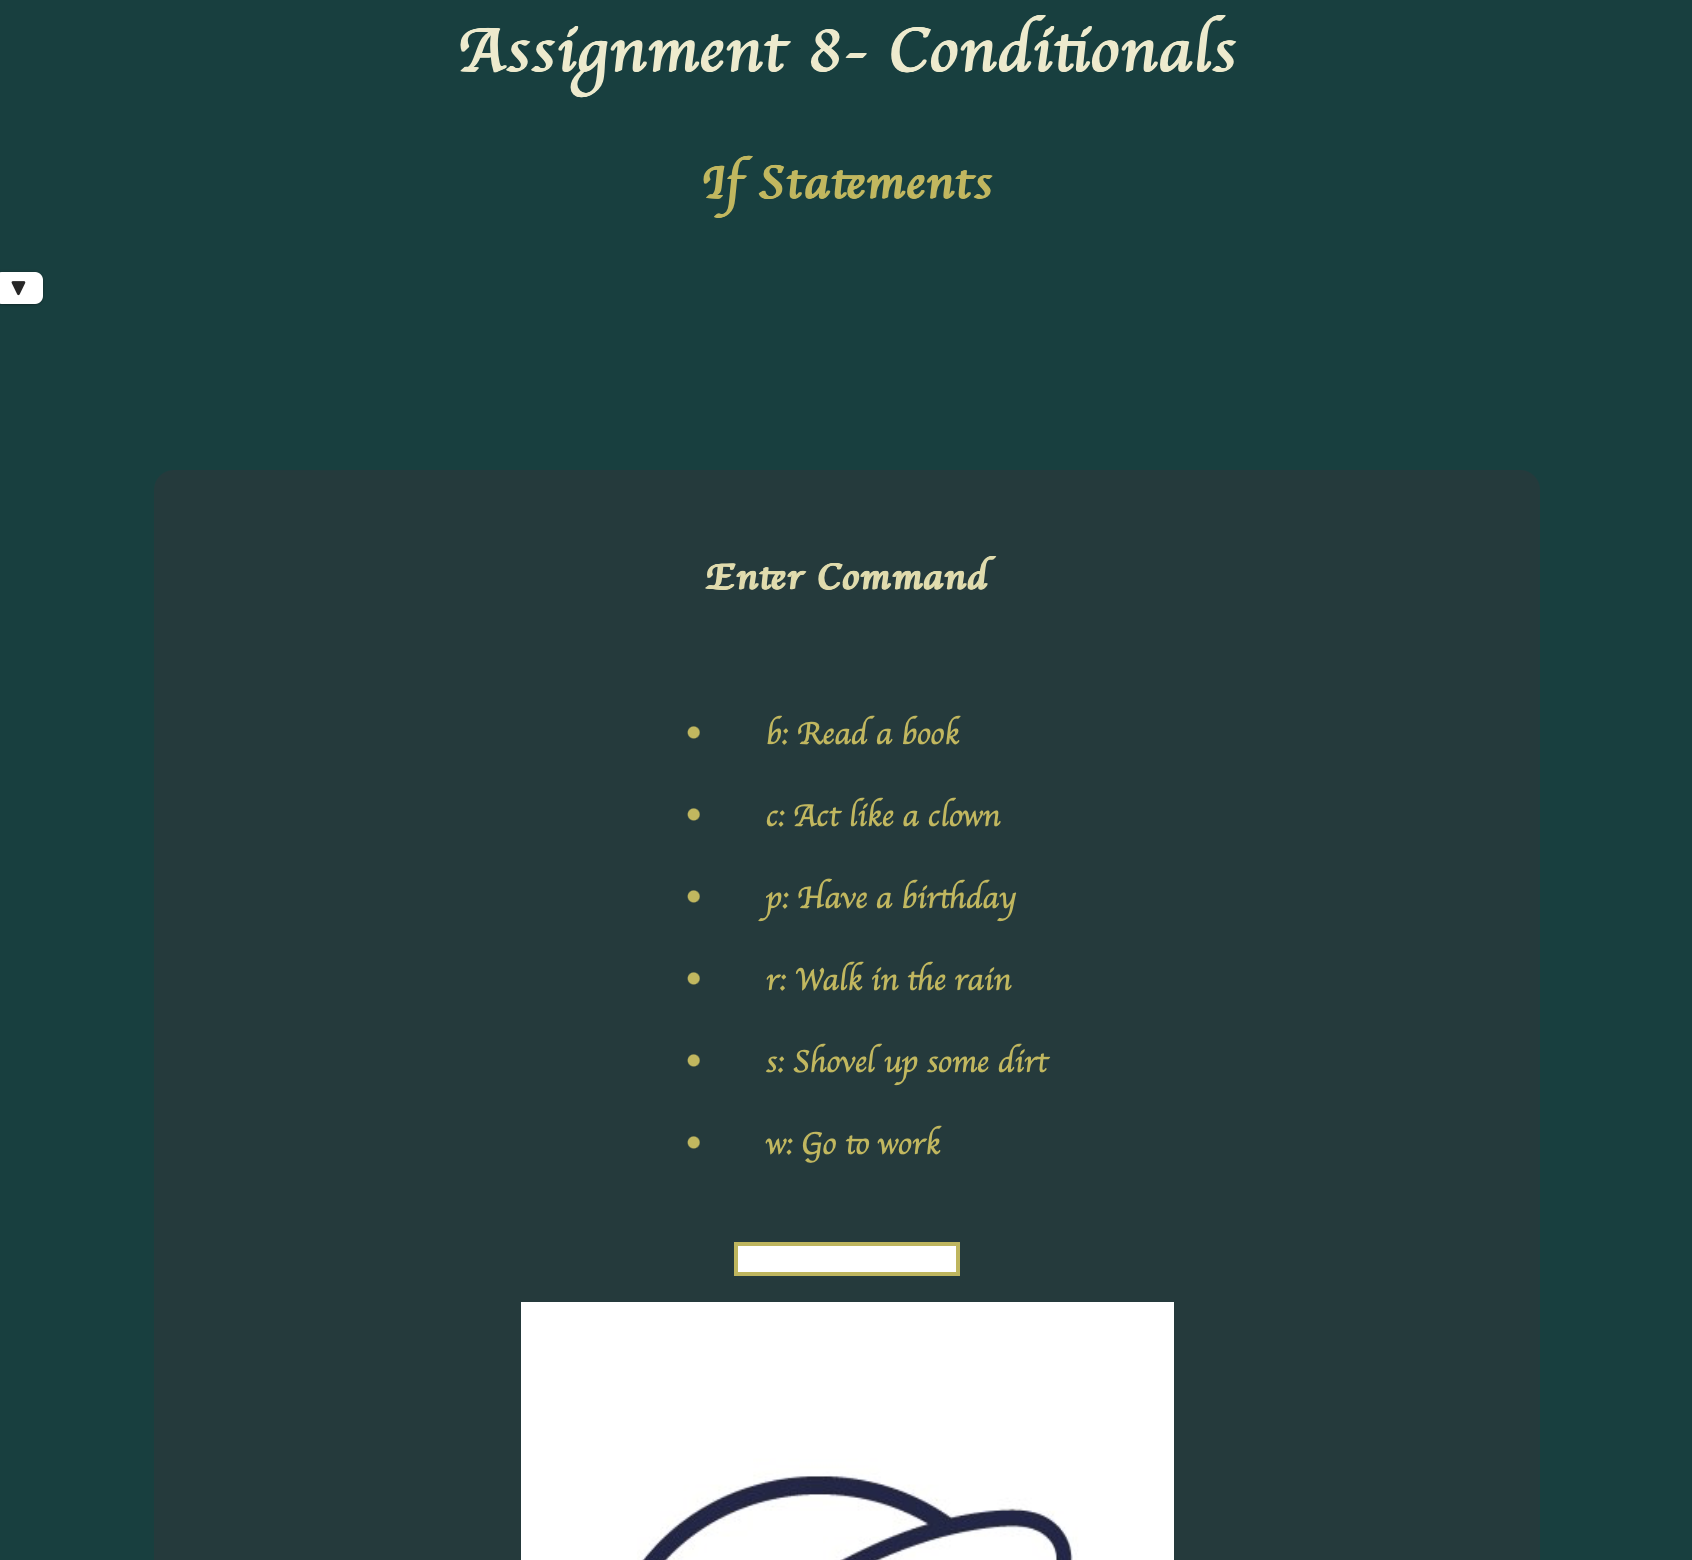 Assignment 8- Conditionals
If Statements
▼
Enter Command
• b: Read a book
• c: Act like a clown
• p: Have a birthday
• r: Walk in the rain
• s: Shovel up some dirt
• w: Go to work